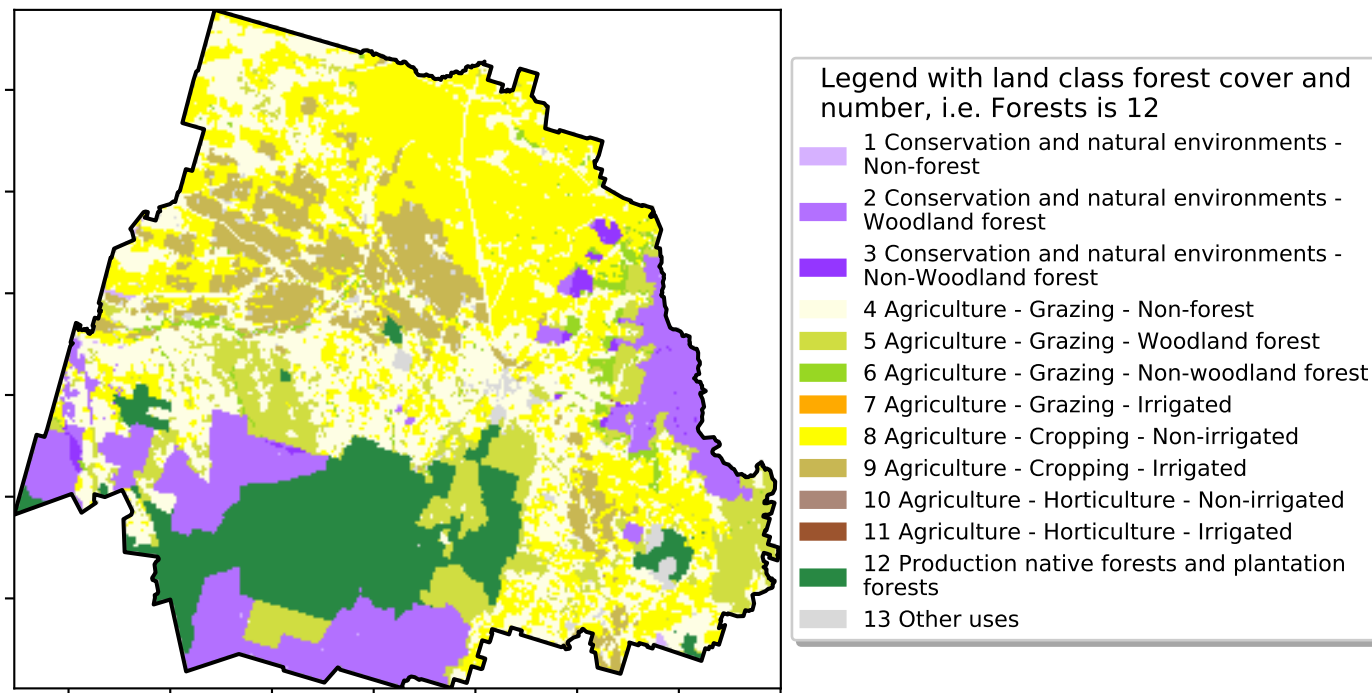 Legend with land class forest cover and
number, i.e. Forests is 12
1 Conservation and natural environments -
Non-forest
2 Conservation and natural environments -
Woodland forest
3 Conservation and natural environments -
Non-Woodland forest
4 Agriculture - Grazing - Non-forest
5 Agriculture - Grazing - Woodland forest
6 Agriculture - Grazing - Non-woodland forest
7 Agriculture - Grazing - Irrigated
8 Agriculture - Cropping - Non-irrigated
9 Agriculture - Cropping - Irrigated
10 Agriculture - Horticulture - Non-irrigated
11 Agriculture - Horticulture - Irrigated
12 Production native forests and plantation
forests
13 Other uses